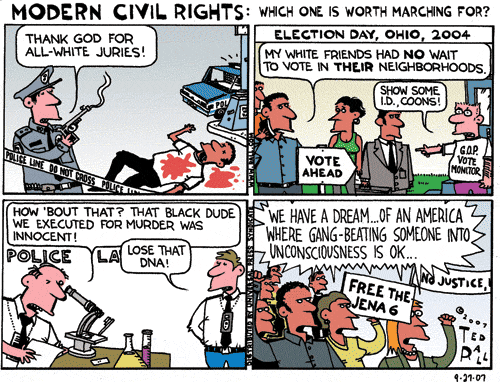 MODERN CIVIL RIGHTS: WHICH ONE IS WORTH MARCHING FOR?
THANK GOD FOR
ALL-WHITE JURIES!
POLICE LINE DO NOT CROSS POLICE LINE
ELECTION DAY, OHIO, 2004
MY WHITE FRIENDS HAD NO WAIT
TO VOTE IN THEIR NEIGHBORHOODS.
SHOW SOME
I.D., COONS!
VOTE
AHEAD
G.O.P.
VOTE
MONITOR
HOW 'BOUT THAT? THAT BLACK DUDE
WE EXECUTED FOR MURDER WAS
INNOCENT!
LOSE THAT
DNA!
POLICE LA
WE HAVE A DREAM...OF AN AMERICA
WHERE GANG-BEATING SOMEONE INTO
UNCONSCIOUSNESS IS OK...
NO JUSTICE,
FREE THE
JENA 6
©2007
TED
RALL
9-27-07